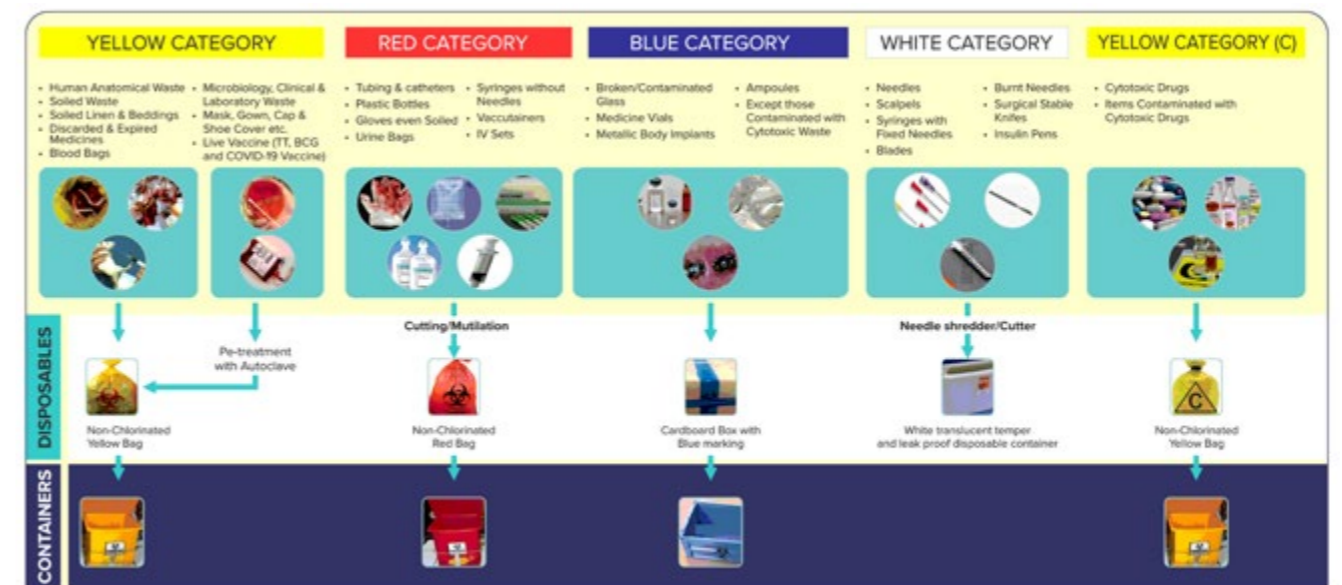 YELLOW CATEGORY
RED CATEGORY
BLUE CATEGORY
WHITE CATEGORY
YELLOW CATEGORY (C)
• Human Anatomical Waste
• Soiled Waste
• Soiled Linen & Beddings
• Discarded & Expired
Medicines
• Blood Bags
• Microbiology, Clinical &
Laboratory Waste
• Mask, Gown, Cap &
Shoe Cover etc.
• Live Vaccine (TT, BCG
and COVID-19 Vaccine)
• Tubing & catheters
• Plastic Bottles
• Gloves even Soiled
• Urine Bags
• Syringes without
Needles
• Vaccutainers
• IV Sets
• Broken/Contaminated
Glass
• Medicine Vials
• Metallic Body Implants
• Ampoules
• Except those
Contaminated with
Cytotoxic Waste
• Needles
• Scalpels
• Syringes with
Fixed Needles
• Blades
• Burnt Needles
• Surgical Stable
Knifes
• Insulin Pens
• Cytotoxic Drugs
• Items Contaminated with
Cytotoxic Drugs
DISPOSABLES
Pe-treatment
with Autoclave
Cutting/Mutilation
Needle shredder/Cutter
C
Non-Chlorinated
Yellow Bag
Non-Chlorinated
Red Bag
Cardboard Box with
Blue marking
White translucent temper
and leak proof disposable container
Non-Chlorinated
Yellow Bag
CONTAINERS